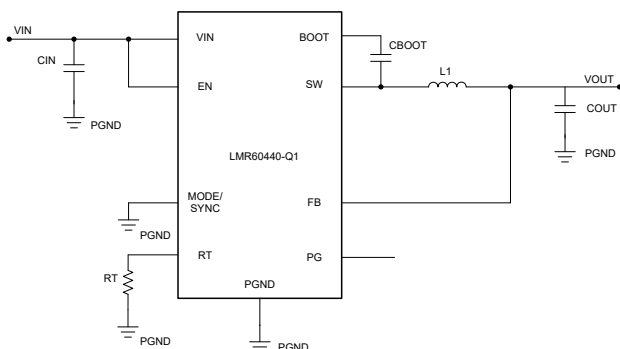 VIN
VIN
BOOT
CBOOT
CIN
L1
EN
SW
VOUT
COUT
PGND
PGND
LMR60440-Q1
MODE/
SYNC
FB
PGND
RT
PG
RT
PGND
PGND
PGND